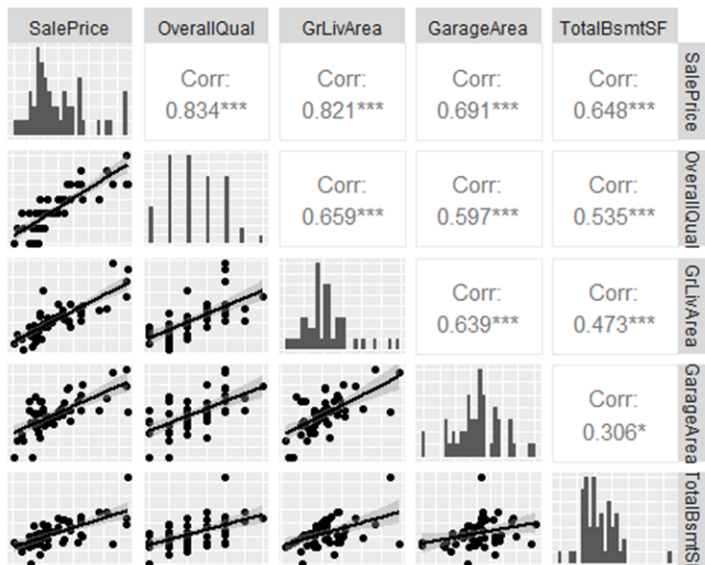 SalePrice OverallQual GrLivArea GarageArea TotalBsmtSF
Corr: Corr: Corr: Corr:
0.834*** 0.821*** 0.691*** 0.648***
SalePrice
Corr: Corr: Corr:
0.659*** 0.597*** 0.535***
OverallQual
Corr: Corr:
0.639*** 0.473***
GrLivArea
Corr:
0.306*
GarageArea
TotalBsmtSF